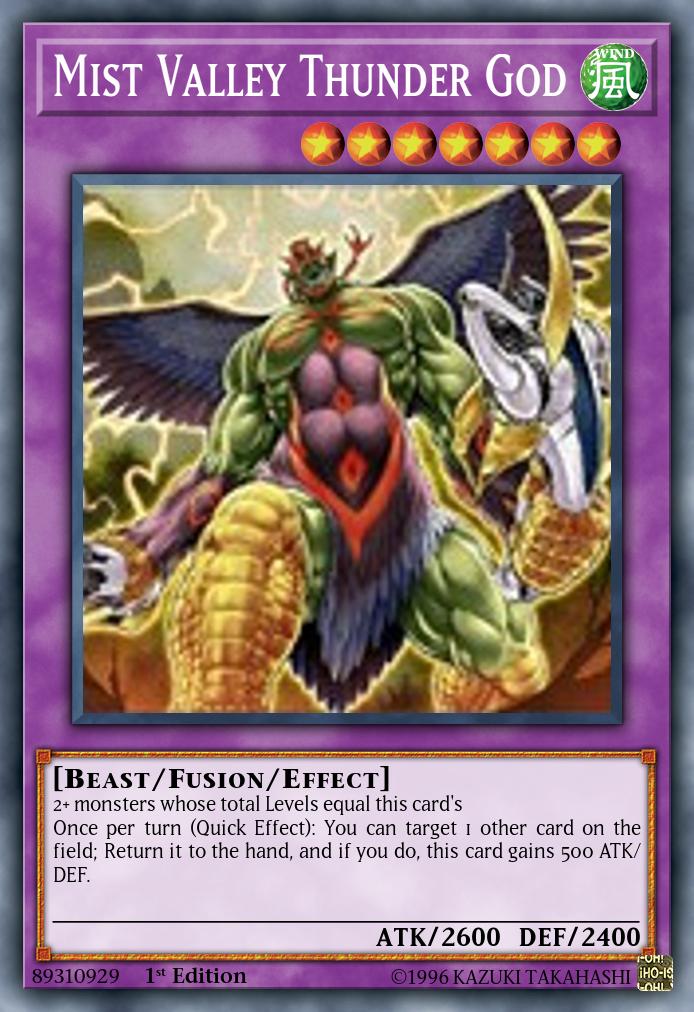 MIST VALLEY THUNDER GOD
WIND
風
[BEAST/FUSION/EFFECT]
2+ monsters whose total Levels equal this card's
Once per turn (Quick Effect): You can target 1 other card on the
field; Return it to the hand, and if you do, this card gains 500 ATK/
DEF.
ATK/2600 DEF/2400
89310929 1st Edition ©1996 KAZUKI TAKAHASHI